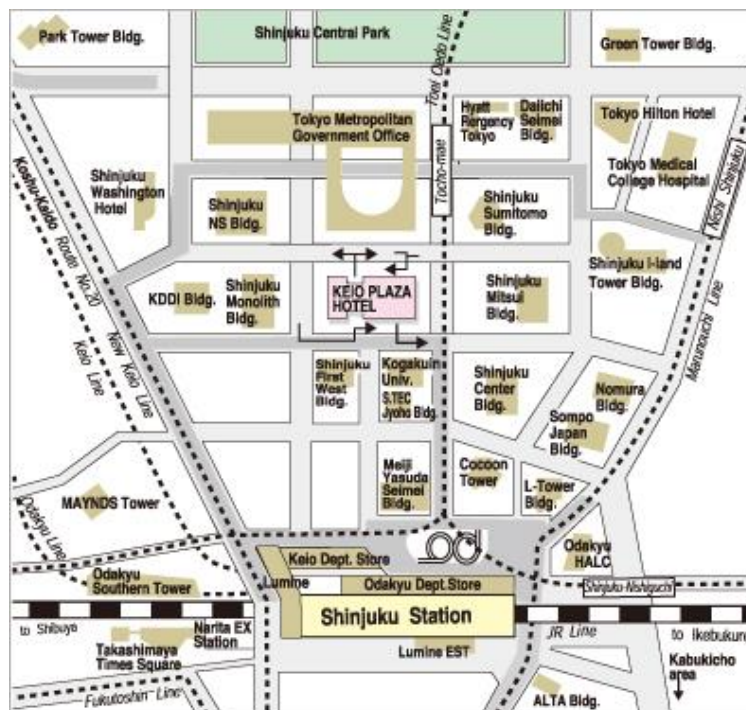 Park Tower Bldg.
Shinjuku Central Park
Toei Oedo Line
Green Tower Bldg.
Tokyo Metropolitan
Government Office
Hyatt
Rergency
Tokyo
Daiichi
Seimei
Bldg.
Tokyo Hilton Hotel
Tokyo Medical
College Hospital
Tocho-mae
Nishi Shinjuku
Shinjuku
Washington
Hotel
Koshu-Kaido Route No.20
Shinjuku
NS Bldg.
Shinjuku
Sumitomo
Bldg.
Shinjuku I-land
Tower Bldg.
KDDI Bldg.
Shinjuku
Monolith
Bldg.
KEIO PLAZA
HOTEL
Shinjuku
Mitsui
Bldg.
Keio Line
New Keio Line
Marunouchi Line
Shinjuku
First
West
Bldg.
Kogakuin
Univ.
S.TEC
Jyoho Bldg.
Shinjuku
Center
Bldg.
Nomura
Bldg.
Sompo
Japan
Bldg.
MAYNDS Tower
Meiji
Yasuda
Seimei
Bldg.
Cocoon
Tower
L-Tower
Bldg.
Odakyu Line
Odakyu
HALC
Keio Dept. Store
Odakyu
Southern Tower
Lumine
Odakyu Dept.Store
Shinjuku-Nishiguchi
Shinjuku Station
to Shibuya
Narita EX
Station
JR Line
to Ikebukuro
Takashimaya
Times Square
Lumine EST
Kabukicho
area
Fukutoshin Line
ALTA Bldg.